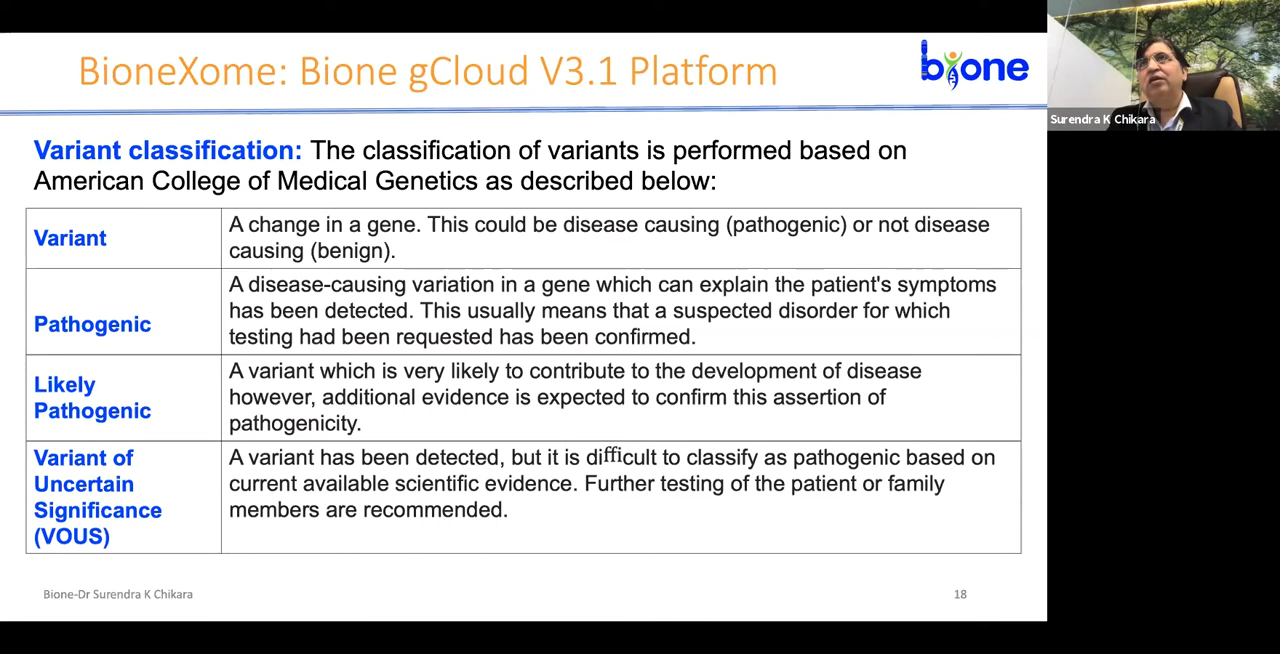 BioneXome: Bione gCloud V3.1 Platform
bione
Surendra K Chikara
Variant classification: The classification of variants is performed based on
American College of Medical Genetics as described below:
Variant
A change in a gene. This could be disease causing (pathogenic) or not disease
causing (benign).
Pathogenic
A disease-causing variation in a gene which can explain the patient's symptoms
has been detected. This usually means that a suspected disorder for which
testing had been requested has been confirmed.
Likely
Pathogenic
A variant which is very likely to contribute to the development of disease
however, additional evidence is expected to confirm this assertion of
pathogenicity.
Variant of
Uncertain
Significance
(VOUS)
A variant has been detected, but it is difficult to classify as pathogenic based on
current available scientific evidence. Further testing of the patient or family
members are recommended.
Bione-Dr Surendra K Chikara
18